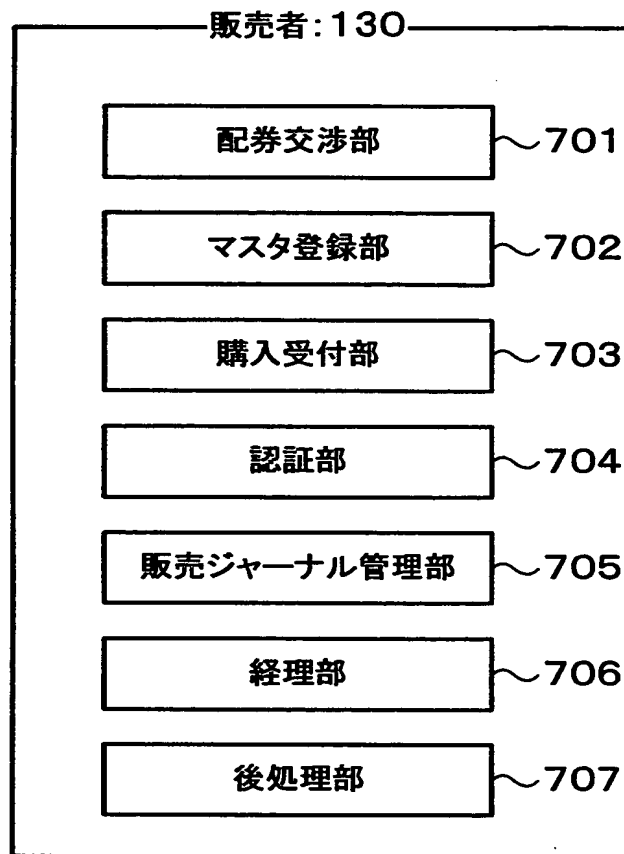 販売者:130
配券交渉部 701
マスタ登録部 702
購入受付部 703
認証部 704
販売ジャーナル管理部 705
経理部 706
後処理部 707